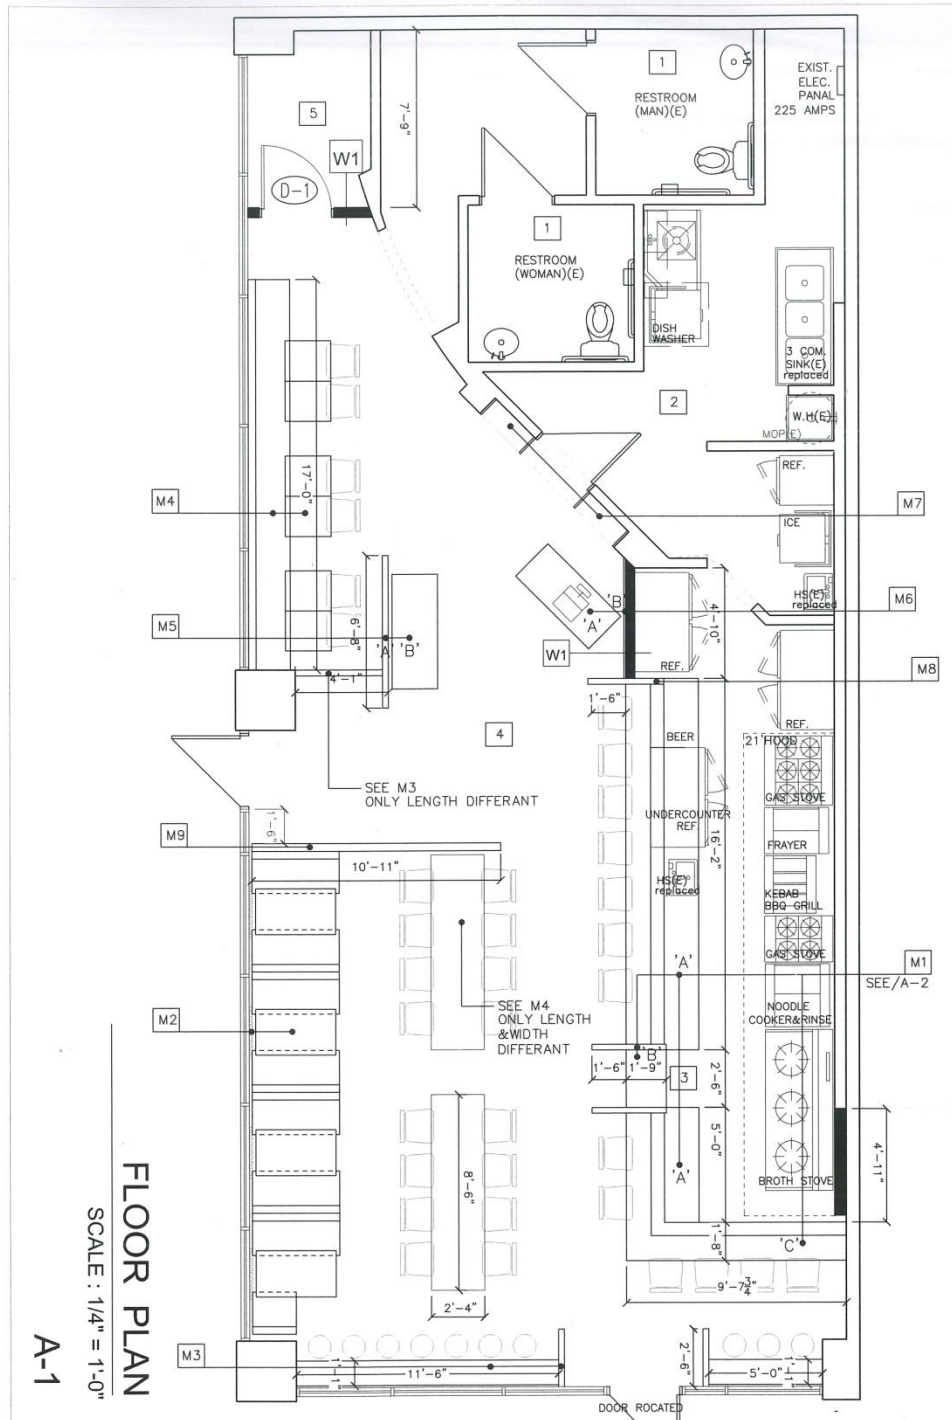 EXIST.
ELEC.
PANAL
225 AMPS
1
RESTROOM
(MAN)(E)
5
7'-9"
W1
D-1
1
RESTROOM
(WOMAN)(E)
DISH
WASHER
3 COM.
SINK(E)
replaced
2
W.H(E)
MOP(E)
REF.
M4
17'-0"
M7
ICE
HS(E)
replaced
'B'
M6
4'-10"
M5
6'-8"
'A'
'B'
'A'
W1
REF.
M8
4'-1"
1'-6"
4
BEER
REF.
21'HOOD
SEE M3
ONLY LENGTH DIFFERANT
GAS STOVE
UNDERCOUNTER
REF.
16'-2"
1'-6"
M9
FRAYER
10'-11"
HS(E)
replaced
KEBAB
BBQ GRILL
GAS STOVE
'A'
M1
SEE/A-2
SEE M4
ONLY LENGTH
&WIDTH
DIFFERANT
NOODLE
COOKER&RINSE
M2
'B'
1'-6"
1'-9"
3
2'-6"
5'-0"
4'-11"
8'-6"
'A'
BROTH STOVE
1'-8"
'C'
9'-7 3/4"
2'-4"
M3
1'-1"
11'-6"
2'-6"
5'-0"
1'-1"
DOOR ROCATED
FLOOR PLAN
SCALE : 1/4" = 1'-0"
A-1